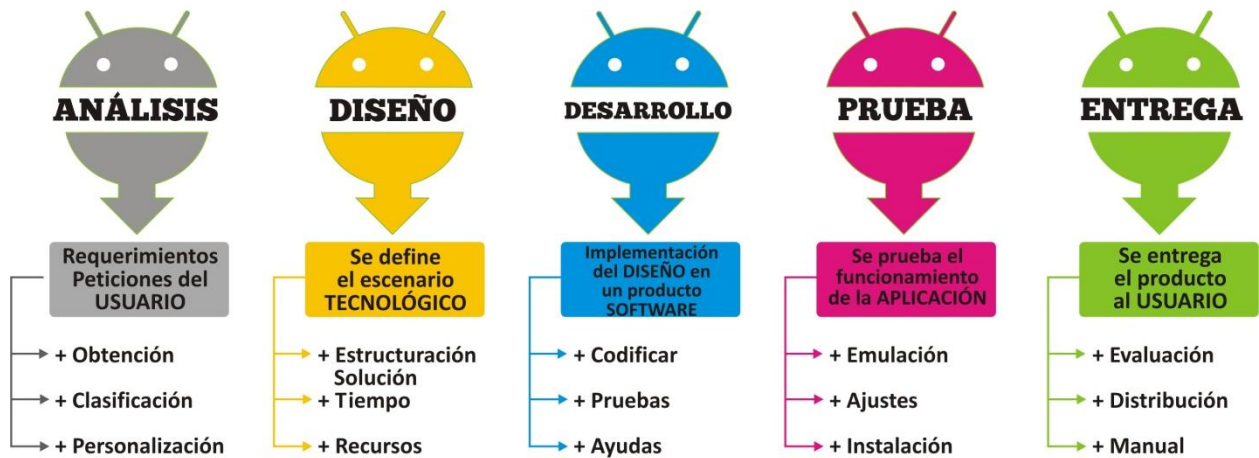 ANÁLISIS
Requerimientos
Peticiones del
USUARIO
+ Obtención
+ Clasificación
+ Personalización
DISEÑO
Se define
el escenario
TECNOLÓGICO
+ Estructuración
Solución
+ Tiempo
+ Recursos
DESARROLLO
Implementación
del DISEÑO en
un producto
SOFTWARE
+ Codificar
+ Pruebas
+ Ayudas
PRUEBA
Se prueba el
funcionamiento
de la APLICACIÓN
+ Emulación
+ Ajustes
+ Instalación
ENTREGA
Se entrega
el producto
al USUARIO
+ Evaluación
+ Distribución
+ Manual